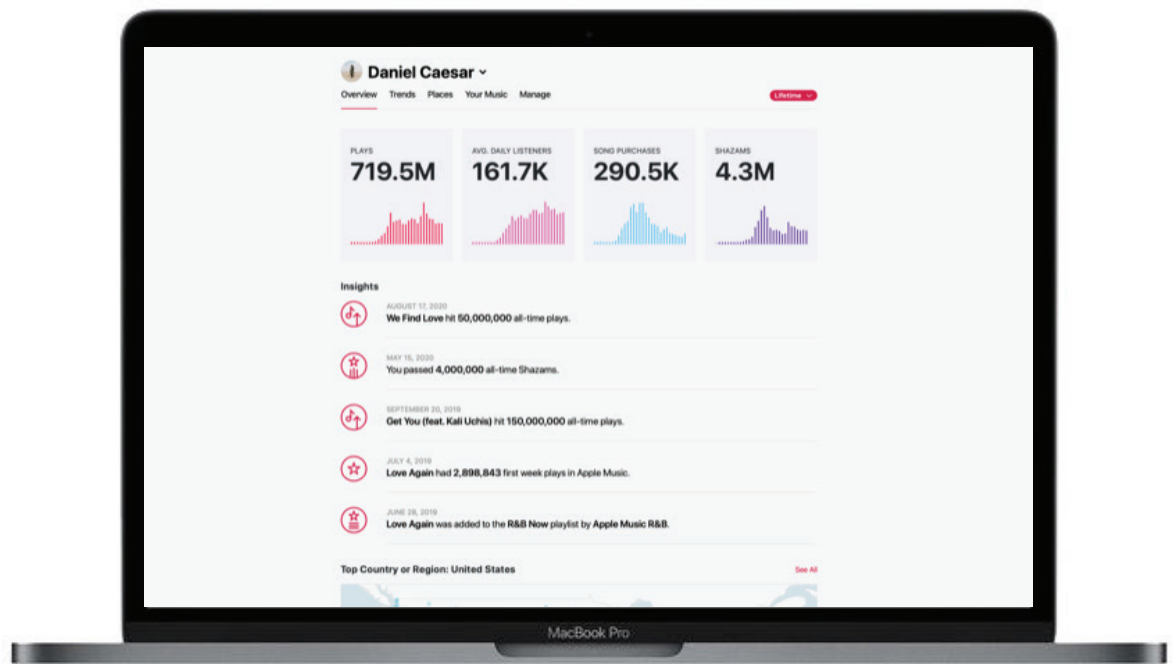 Daniel Caesar
Overview Trends Places Your Music Manage
Lifetime
PLAYS
719.5M
AVG. DAILY LISTENERS
161.7K
SONG PURCHASES
290.5K
SHAZAMS
4.3M
Insights
AUGUST 17, 2020
We Find Love hit 50,000,000 all-time plays.
MAY 15, 2020
You passed 4,000,000 all-time Shazams.
SEPTEMBER 20, 2019
Get You (feat. Kali Uchis) hit 150,000,000 all-time plays.
JULY 4, 2019
Love Again had 2,898,843 first week plays in Apple Music.
JUNE 28, 2019
Love Again was added to the R&B Now playlist by Apple Music R&B.
Top Country or Region: United States
See All
MacBook Pro